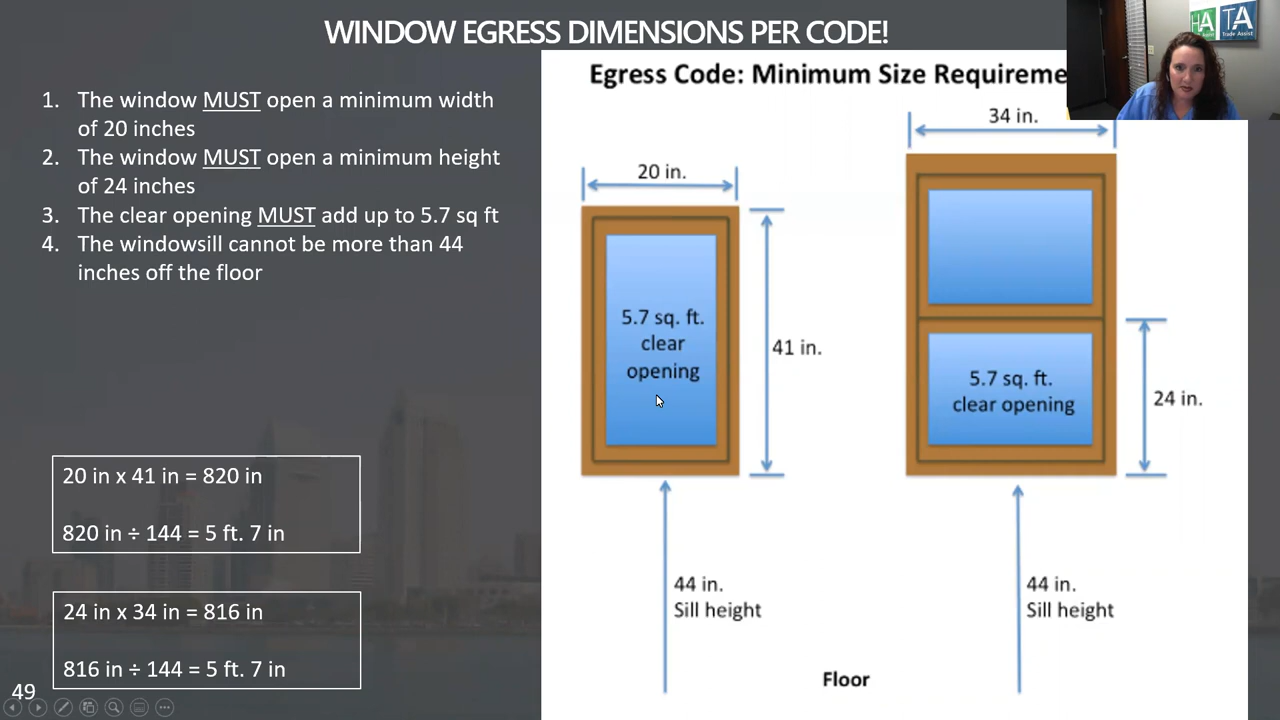 WINDOW EGRESS DIMENSIONS PER CODE!
1. The window MUST open a minimum width
of 20 inches
2. The window MUST open a minimum height
of 24 inches
3. The clear opening MUST add up to 5.7 sq ft
4. The windowsill cannot be more than 44
inches off the floor
20 in x 41 in = 820 in
820 in ÷ 144 = 5 ft. 7 in
24 in x 34 in = 816 in
816 in ÷ 144 = 5 ft. 7 in
49
Egress Code: Minimum Size Requireme
20 in.
5.7 sq. ft.
clear
opening
41 in.
44 in.
Sill height
34 in.
5.7 sq. ft.
clear opening
24 in.
44 in.
Sill height
Floor
HA TA
Trade Assist